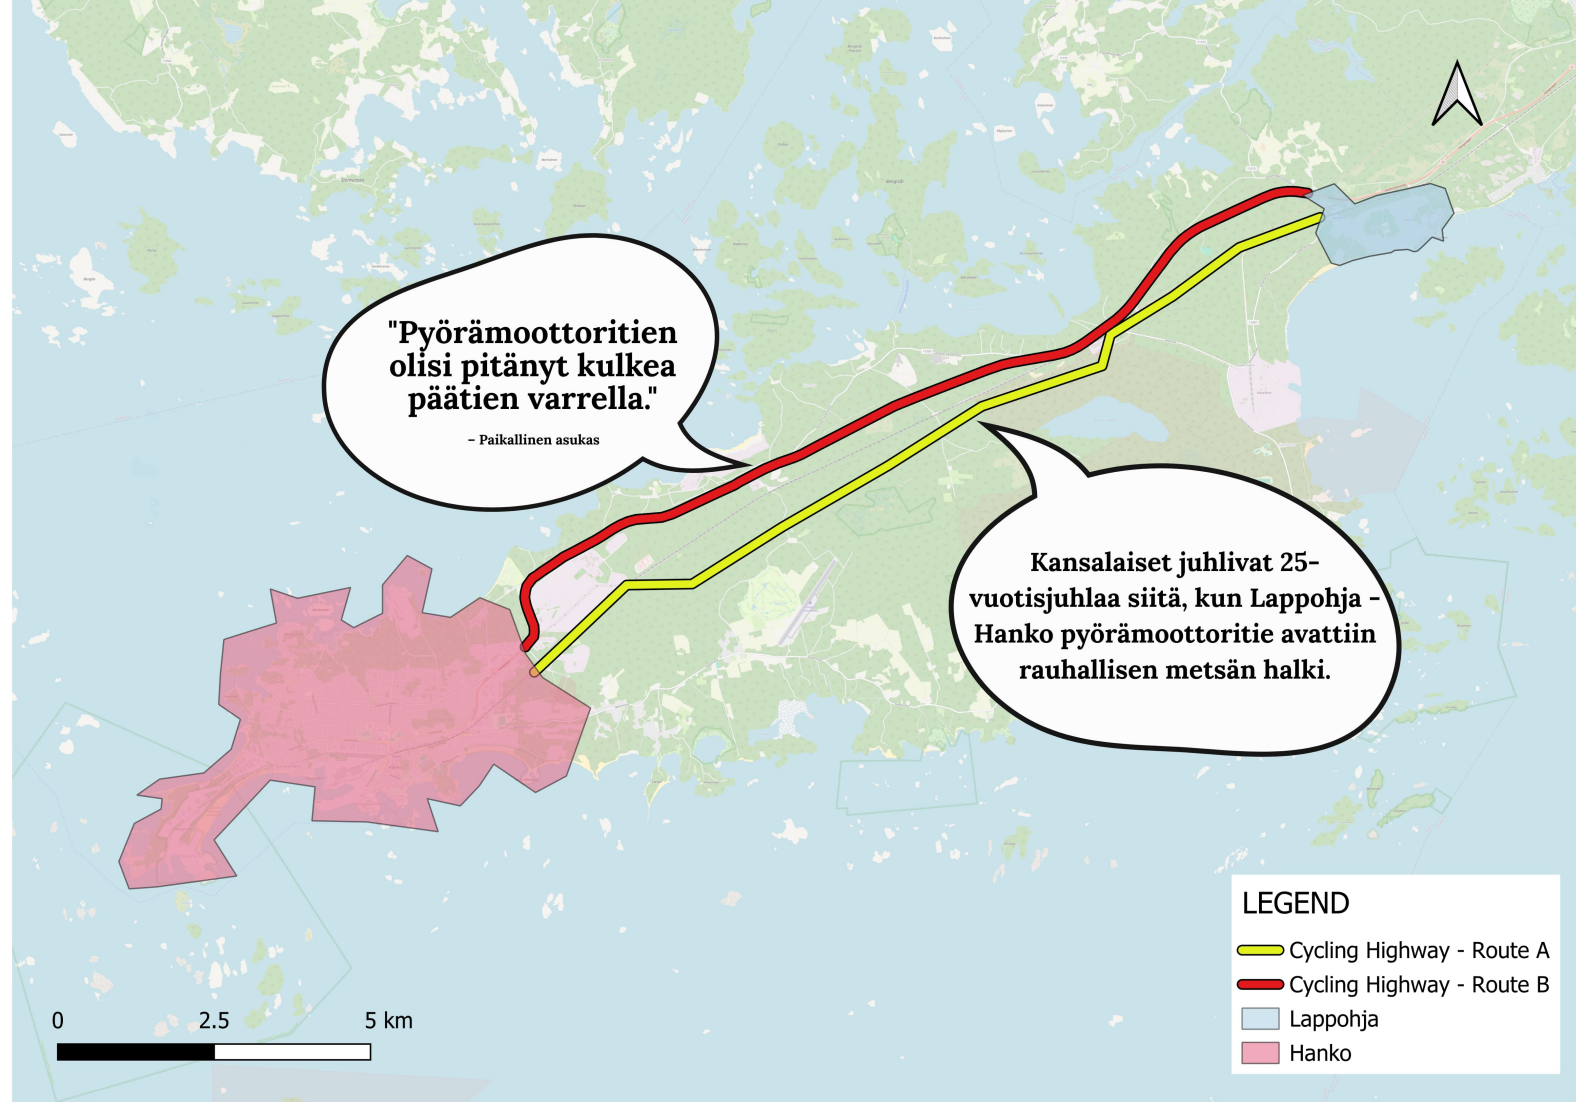 "Pyörämoottoritien
olisi pitänyt kulkea
päätien varrella."
– Paikallinen asukas
Kansalaiset juhlivat 25-
vuotisjuhlaa siitä, kun Lappohja –
Hanko pyörämoottoritie avattiin
rauhallisen metsän halki.
LEGEND
Cycling Highway - Route A
Cycling Highway - Route B
Lappohja
Hanko
0 2.5 5 km